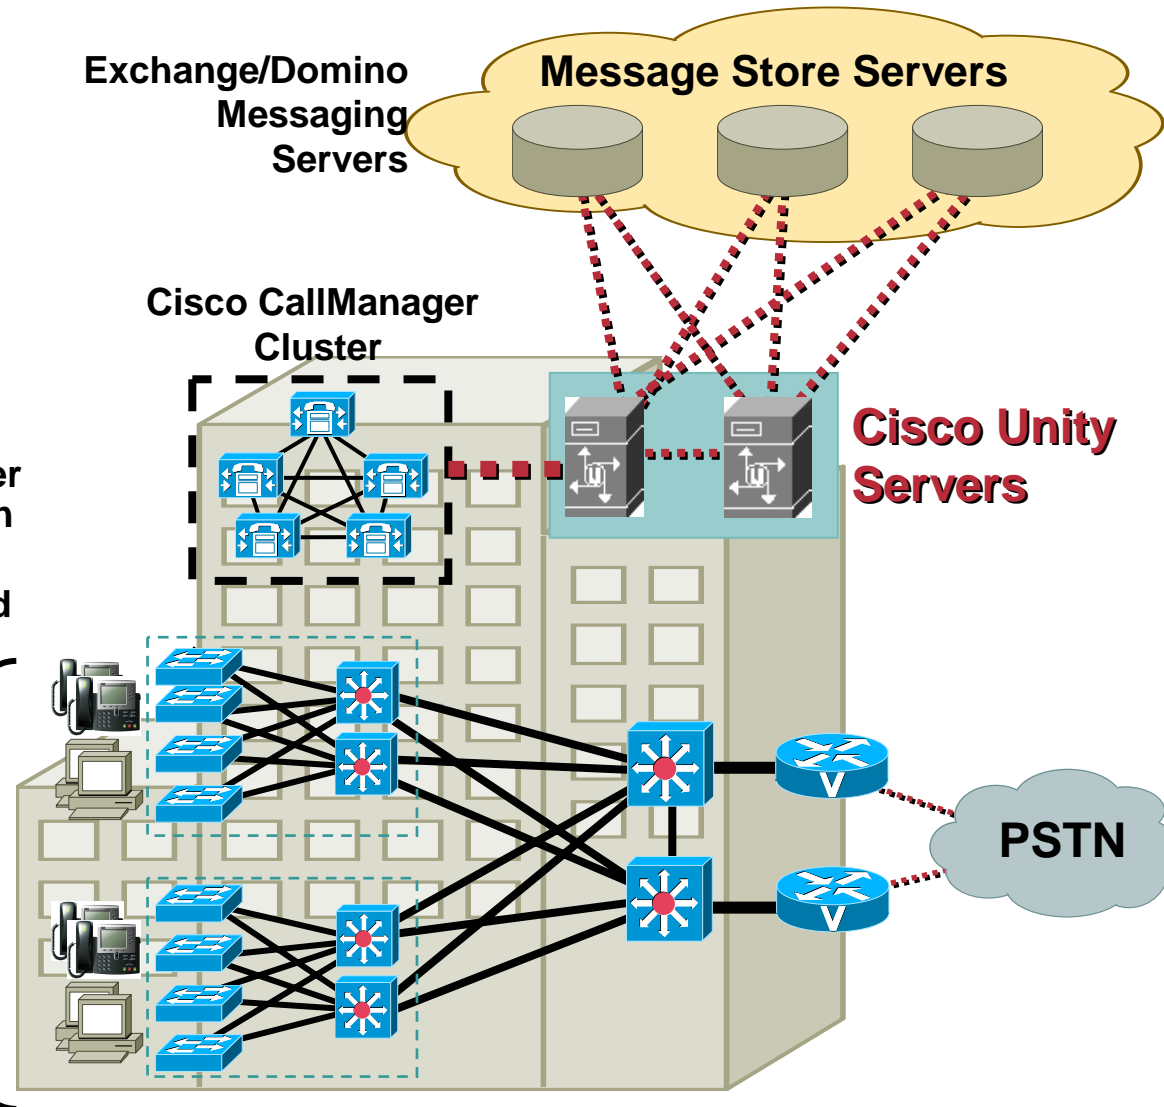 Exchange/Domino
Messaging
Servers
Message Store Servers
Cisco CallManager
Cluster
Cisco Unity
Servers
U
U
V
V
PSTN